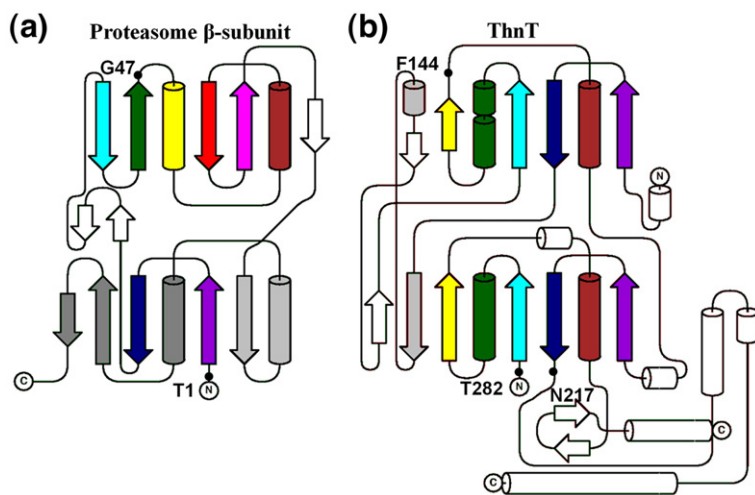 (a) Proteasome β-subunit
G47
T1 N
C
(b) ThnT
F144
N
T282 N
N217
C
C